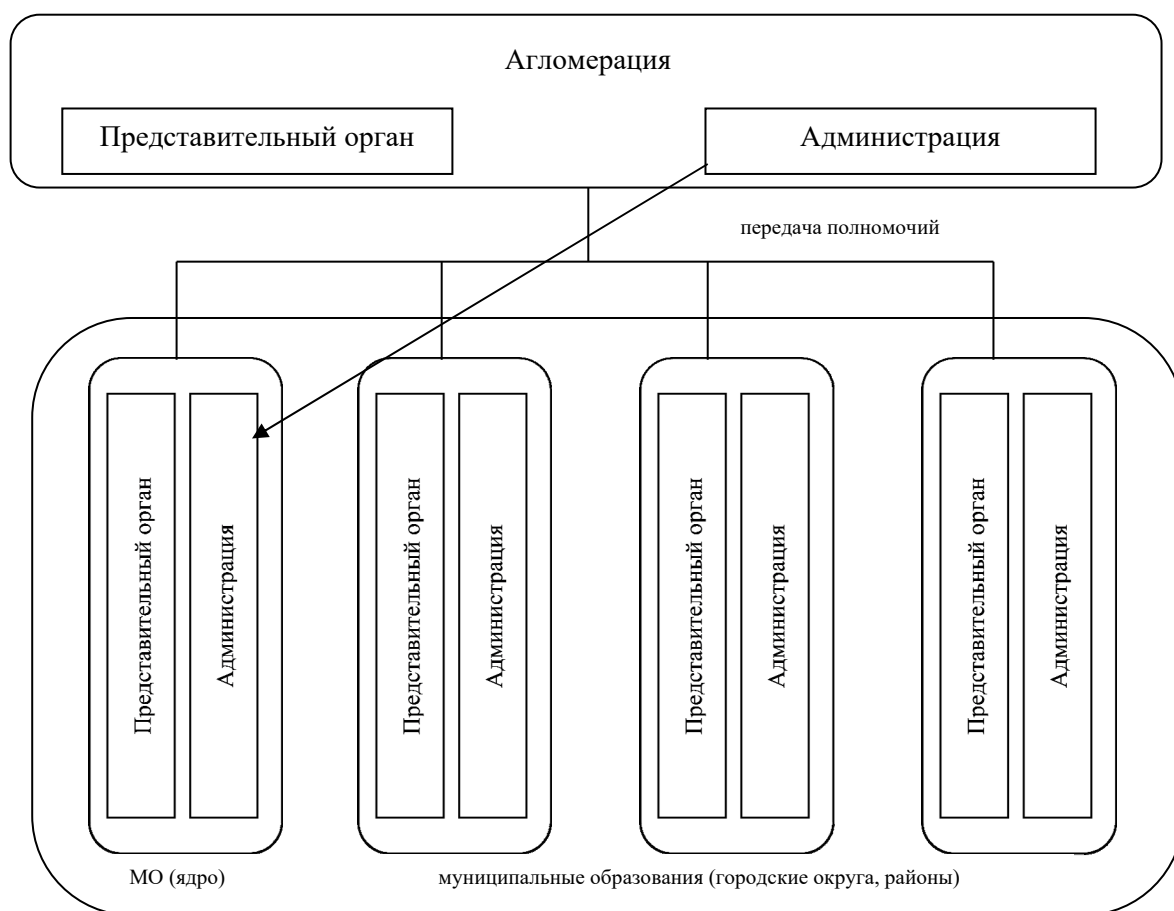 Агломерация
Представительный орган
Администрация
передача полномочий
Представительный орган
Администрация
Представительный орган
Администрация
Представительный орган
Администрация
Представительный орган
Администрация
МО (ядро)
муниципальные образования (городские округа, районы)